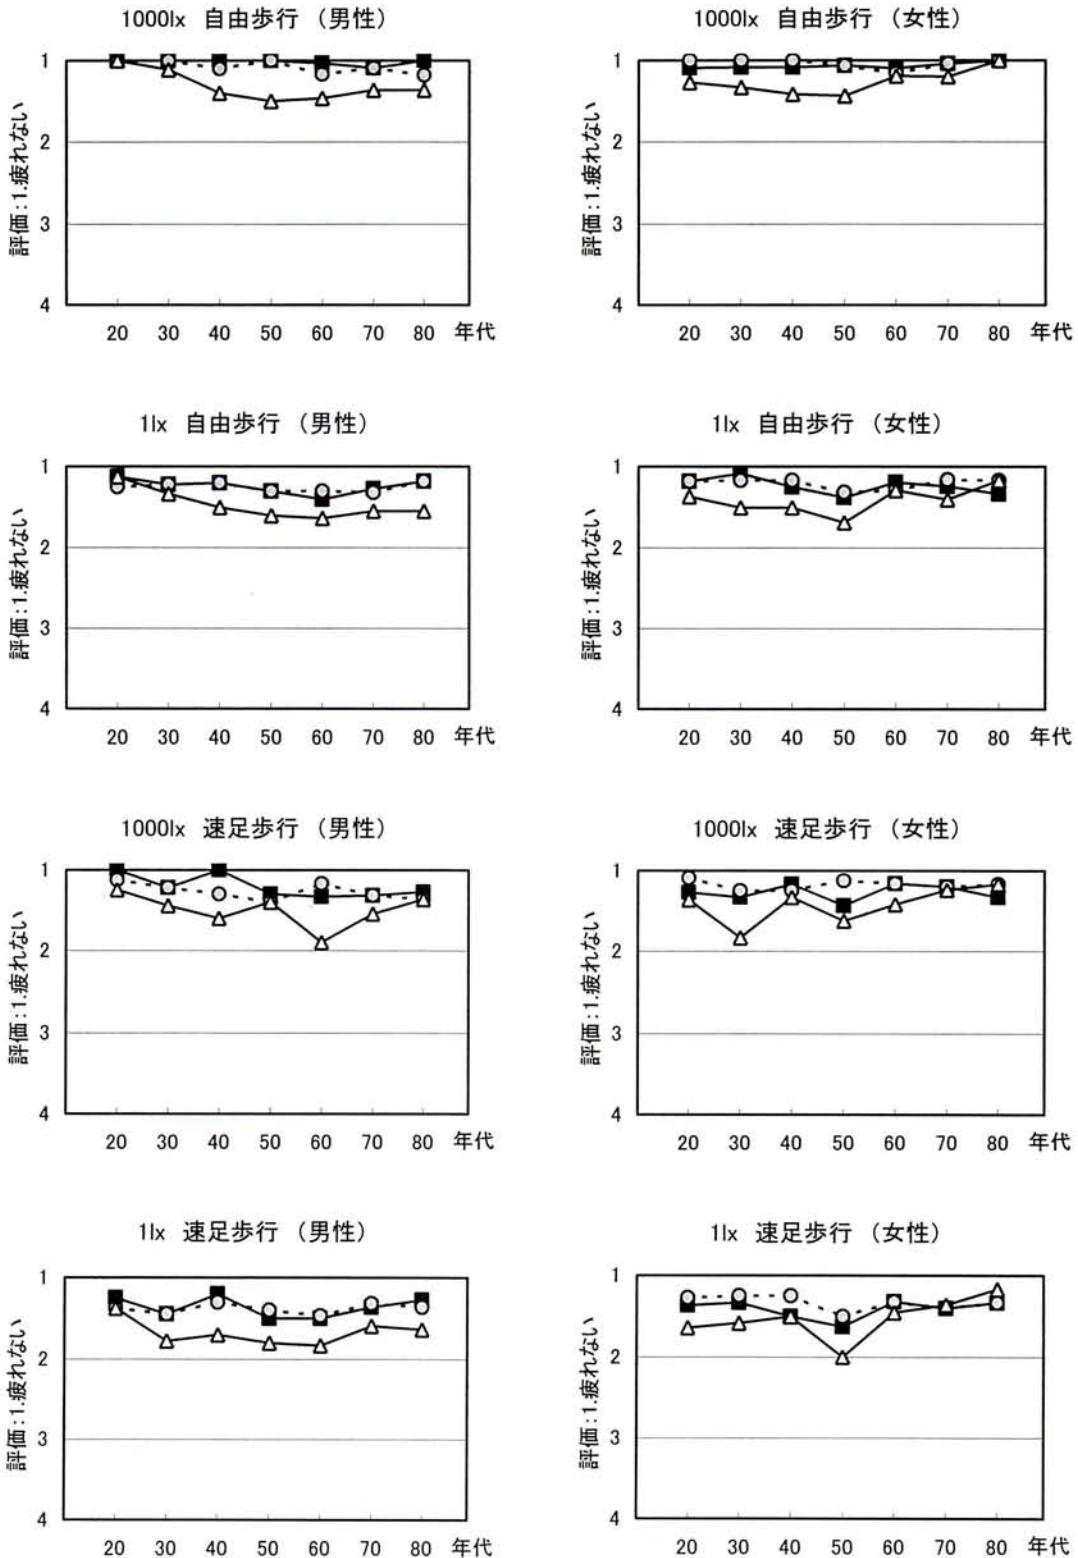 1000lx 自由歩行 （男性）
評価：1.疲れない
1
2
3
4
20 30 40 50 60 70 80 年代
1000lx 自由歩行 （女性）
評価：1.疲れない
1
2
3
4
20 30 40 50 60 70 80 年代
1lx 自由歩行 （男性）
評価：1.疲れない
1
2
3
4
20 30 40 50 60 70 80 年代
1lx 自由歩行 （女性）
評価：1.疲れない
1
2
3
4
20 30 40 50 60 70 80 年代
1000lx 速足歩行 （男性）
評価：1.疲れない
1
2
3
4
20 30 40 50 60 70 80 年代
1000lx 速足歩行 （女性）
評価：1.疲れない
1
2
3
4
20 30 40 50 60 70 80 年代
1lx 速足歩行 （男性）
評価：1.疲れない
1
2
3
4
20 30 40 50 60 70 80 年代
1lx 速足歩行 （女性）
評価：1.疲れない
1
2
3
4
20 30 40 50 60 70 80 年代